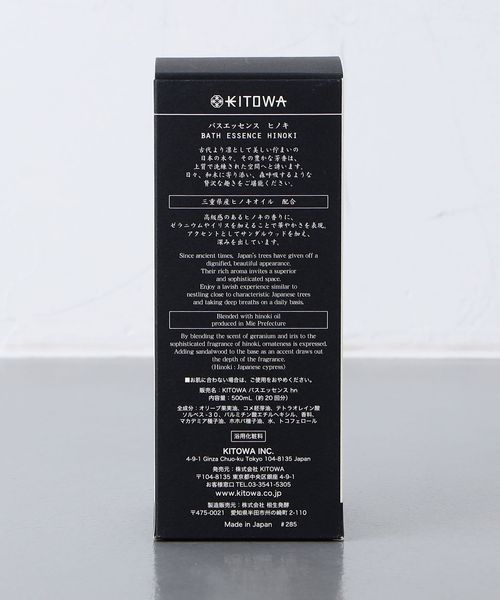 KITOWA
バスエッセンス ヒノキ
BATH ESSENCE HINOKI
古代より凛として美しい佇まいの
日本の木々。その豊かな芳香は、
上質で洗練された空間へと誘います。
日々、和木に寄り添い、森呼吸するような
贅沢な趣きをご堪能ください。
三重県産ヒノキオイル 配合
高級感のあるヒノキの香りに、
ゼラニウムやイリスを加えることで華やかさを表現。
アクセントとしてサンダルウッドを加え、
深みを出しています。
Since ancient times, Japan's trees have given off a
dignified, beautiful appearance.
Their rich aroma invites a superior
and sophisticated space.
Enjoy a lavish experience similar to
nestling close to characteristic Japanese trees
and taking deep breaths on a daily basis.
Blended with hinoki oil
produced in Mie Prefecture
By blending the scent of geranium and iris to the
sophisticated fragrance of hinoki, ornateness is expressed.
Adding sandalwood to the base as an accent draws out
the depth of the fragrance.
(Hinoki : Japanese cypress)
■お肌に合わない場合は、ご使用をおやめください。
販売名：KITOWA バスエッセンス hn
内容量：500mL（約20回分）
全成分：オリーブ果実油、コメ胚芽油、テトラオレイン酸
ソルベス-30、パルミチン酸エチルヘキシル、香料、
マカデミア種子油、ホホバ種子油、水、トコフェロール
浴用化粧料
KITOWA INC.
4-9-1 Ginza Chuo-ku Tokyo 104-8135 Japan
発売元：株式会社 KITOWA
〒104-8135 東京都中央区銀座 4-9-1
お客様窓口 TEL.03-3541-5305
www.kitowa.co.jp
製造販売元：株式会社 相生発酵
〒475-0021 愛知県半田市州の崎町 2-110
Made in Japan #285